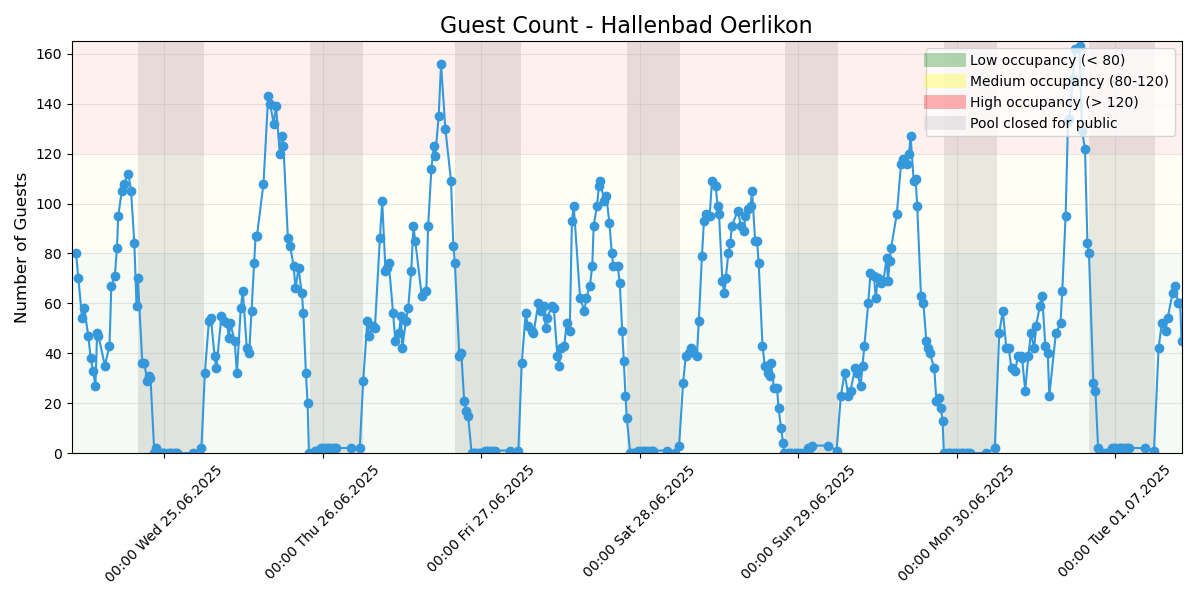 Guest Count - Hallenbad Oerlikon
Number of Guests
160
140
120
100
80
60
40
20
0
Low occupancy (< 80)
Medium occupancy (80-120)
High occupancy (> 120)
Pool closed for public
00:00 Wed 25.06.2025
00:00 Thu 26.06.2025
00:00 Fri 27.06.2025
00:00 Sat 28.06.2025
00:00 Sun 29.06.2025
00:00 Mon 30.06.2025
00:00 Tue 01.07.2025